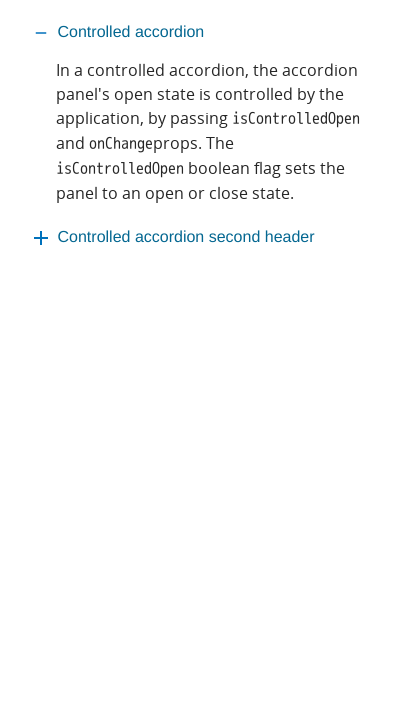 Controlled accordion
In a controlled accordion, the accordion
panel's open state is controlled by the
application, by passing isControlledOpen
and onChangeprops. The
isControlledOpen boolean flag sets the
panel to an open or close state.
Controlled accordion second header